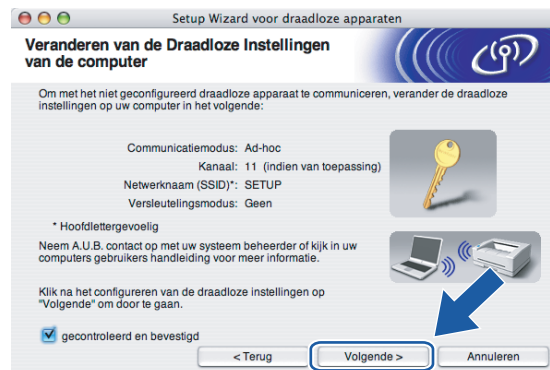 Setup Wizard voor draadloze apparaten
Veranderen van de Draadloze Instellingen
van de computer
Om met het niet geconfigureerd draadloze apparaat te communiceren, verander de draadloze
instellingen op uw computer in het volgende:
Communicatiemodus: Ad-hoc
Kanaal: 11 (indien van toepassing)
Netwerknaam (SSID)*: SETUP
Versleutelingsmodus: Geen
* Hoofdlettergevoelig
Neem A.U.B. contact op met uw systeem beheerder of kijk in uw
computers gebruikers handleiding voor meer informatie.
Klik na het configureren van de draadloze instellingen op
"Volgende" om door te gaan.
gecontroleerd en bevestigd
< Terug
Volgende >
Annuleren